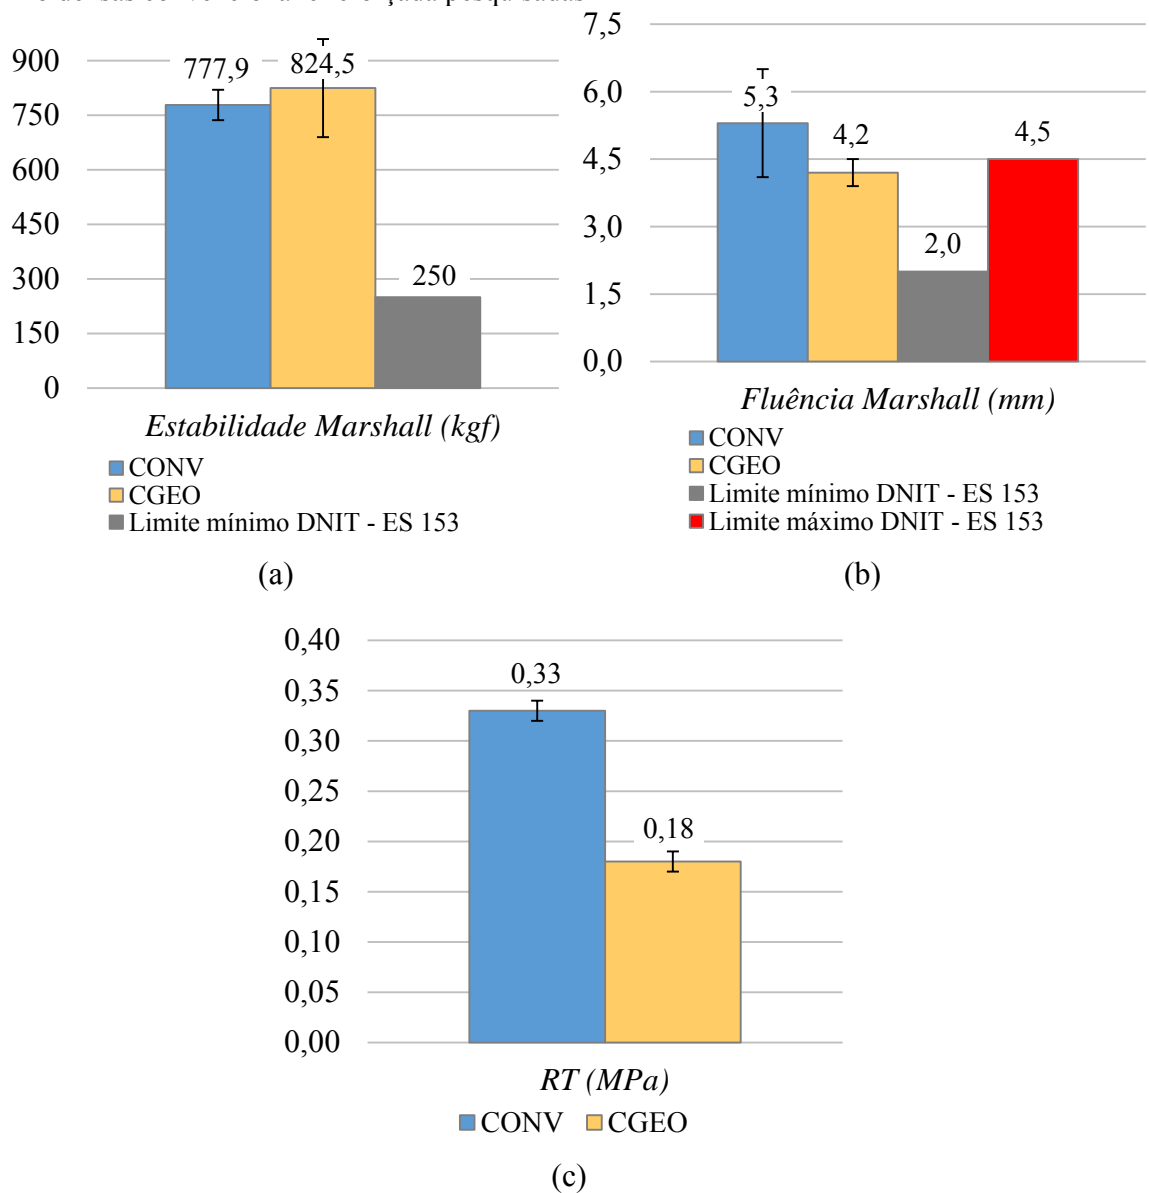 900
750
600
450
300
150
0
777,9
824,5
250
Estabilidade Marshall (kgf)
CONV
CGEO
Limite mínimo DNIT - ES 153
(a)
7,5
6,0
4,5
3,0
1,5
0,0
5,3
4,2
2,0
4,5
Fluência Marshall (mm)
CONV
CGEO
Limite mínimo DNIT - ES 153
Limite máximo DNIT - ES 153
(b)
0,40
0,35
0,30
0,25
0,20
0,15
0,10
0,05
0,00
0,33
0,18
RT (MPa)
CONV CGEO
(c)